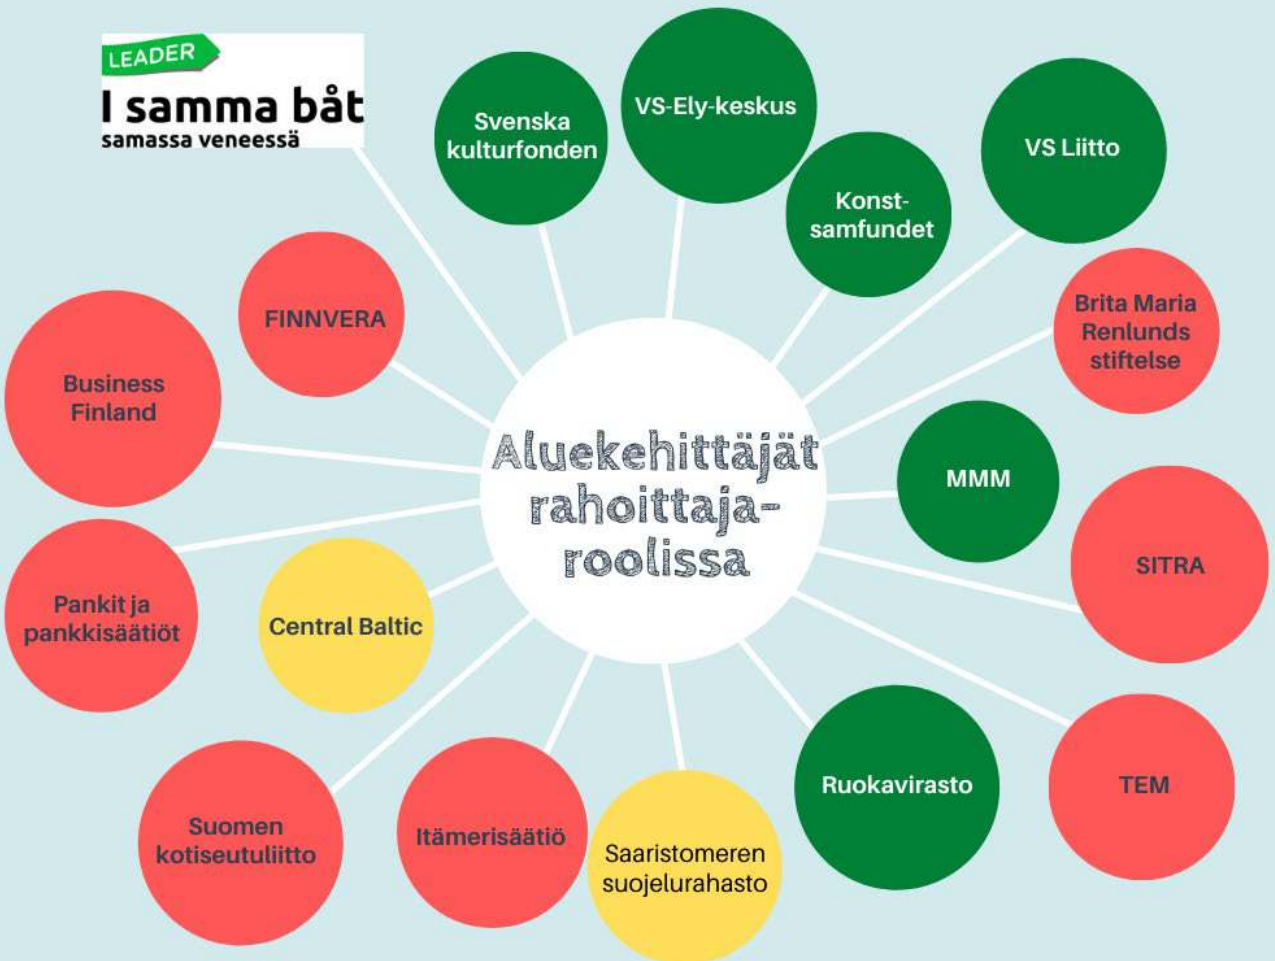 LEADER
I samma båt
samassa veneessä
Svenska
kulturfonden
VS-Ely-keskus
Konst-
samfundet
VS Liitto
FINNVERA
Brita Maria
Renlunds
stiftelse
Business
Finland
Aluekehittäjät
rahoittaja-
roolissa
MMM
SITRA
Pankit ja
pankkisäätiöt
Central Baltic
Ruokavirasto
TEM
Suomen
kotiseutuliitto
Itämerisäätiö
Saaristomeren
suojelurahasto